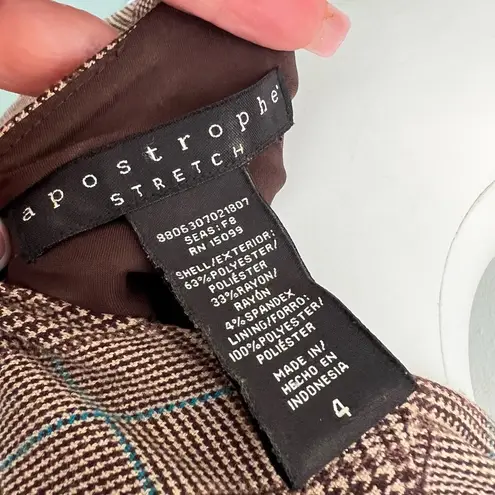 apostrophe
STRETCH
8806307021807
SEAS: F8
RN 15099
SHELL/EXTERIOR:
63% POLYESTER/
POLIÉSTER
33% RAYON/
RAYÓN
4% SPANDEX
LINING/FORRO:
100% POLYESTER/
POLIÉSTER
MADE IN/
HECHO EN
INDONESIA
4